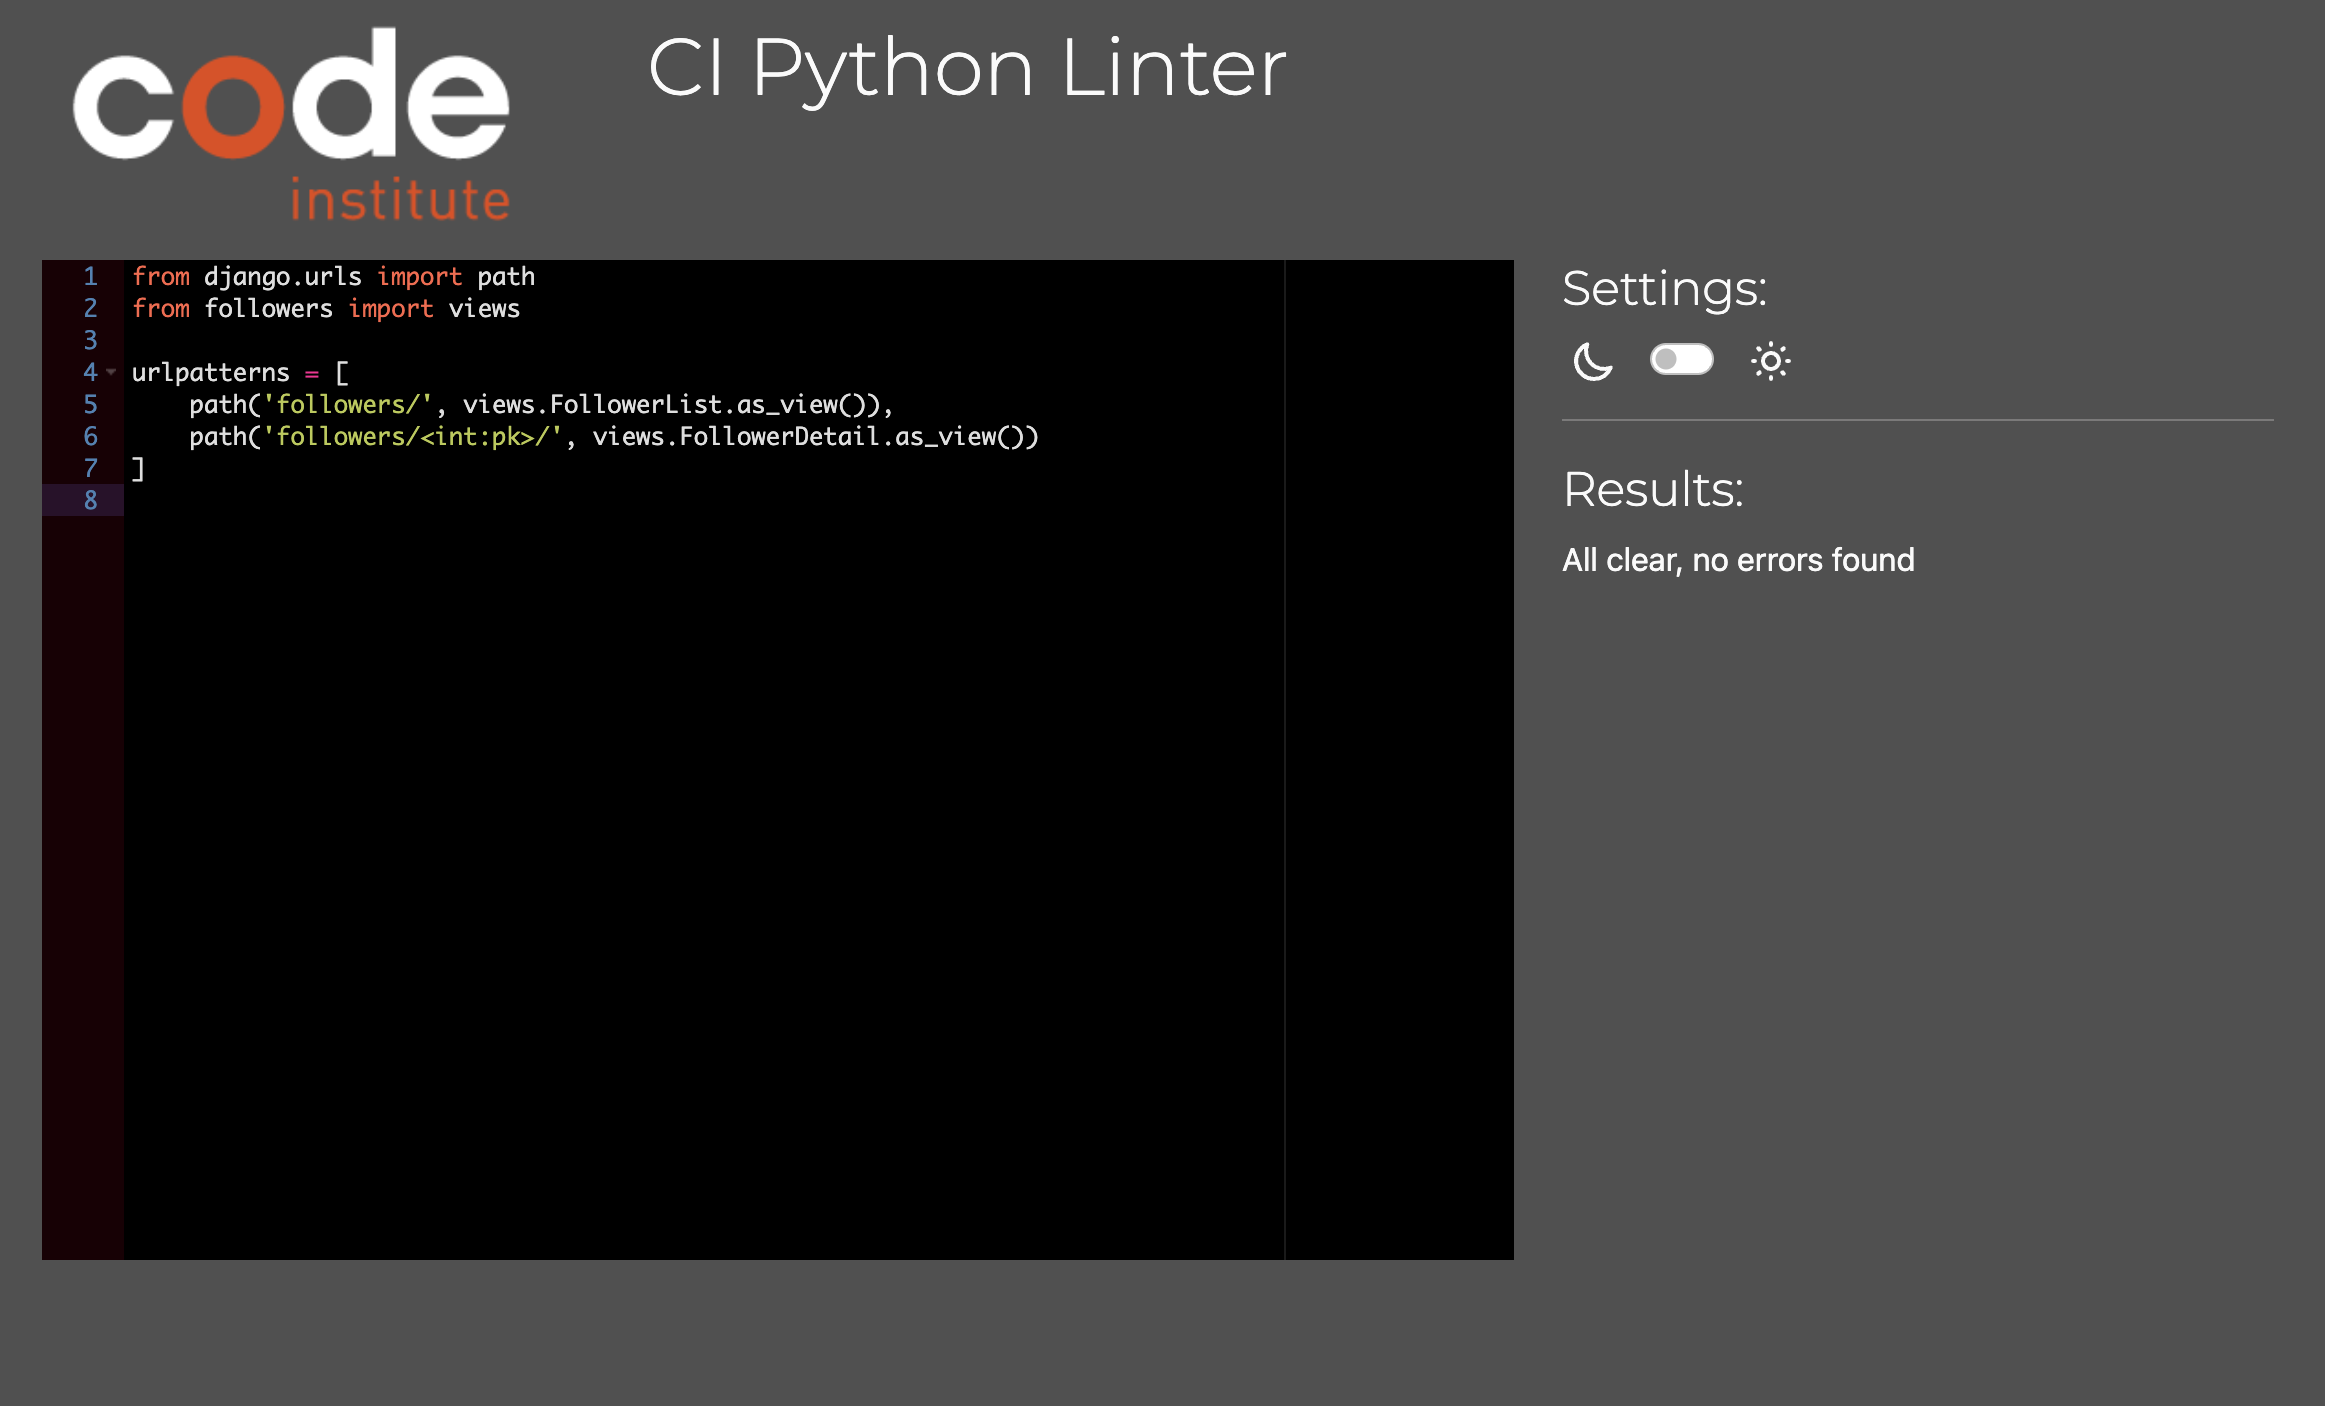 code
institute
CI Python Linter
1 from django.urls import path
2 from followers import views
3
4 urlpatterns = [
5     path('followers/', views.FollowerList.as_view()),
6     path('followers/<int:pk>/', views.FollowerDetail.as_view())
7 ]
8
Settings:
Results:
All clear, no errors found